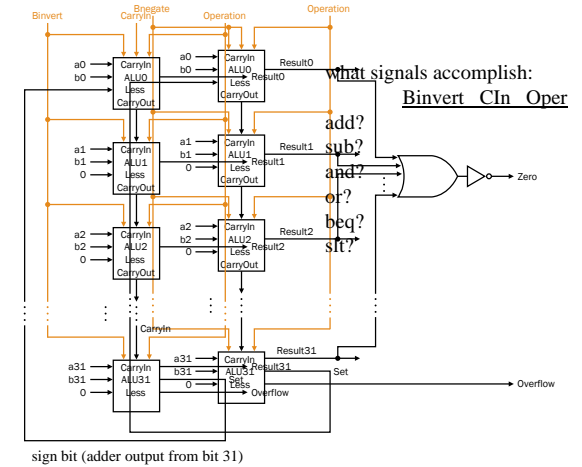 Bnegate
Binvert CarryIn Operation Operation
a0 CarryIn a0 CarryIn Result0
b0 ALU0 b0 ALU0 Result0
Less Less
CarryOut CarryOut
what signals accomplish:
Binvert CIn Oper
add?
sub?
and?
or?
beq?
slt?
a1 CarryIn a1 CarryIn Result1
b1 ALU1 b1 ALU1 Result1
0 Less 0 Less
CarryOut CarryOut
Zero
a2 CarryIn a2 CarryIn Result2
b2 ALU2 b2 ALU2 Result2
0 Less 0 Less
CarryOut CarryOut
CarryIn
a31 CarryIn a31 CarryIn Result31
b31 ALU31 b31 ALU31 Result31
0 Less Set 0 Less Set
Overflow Overflow
sign bit (adder output from bit 31)